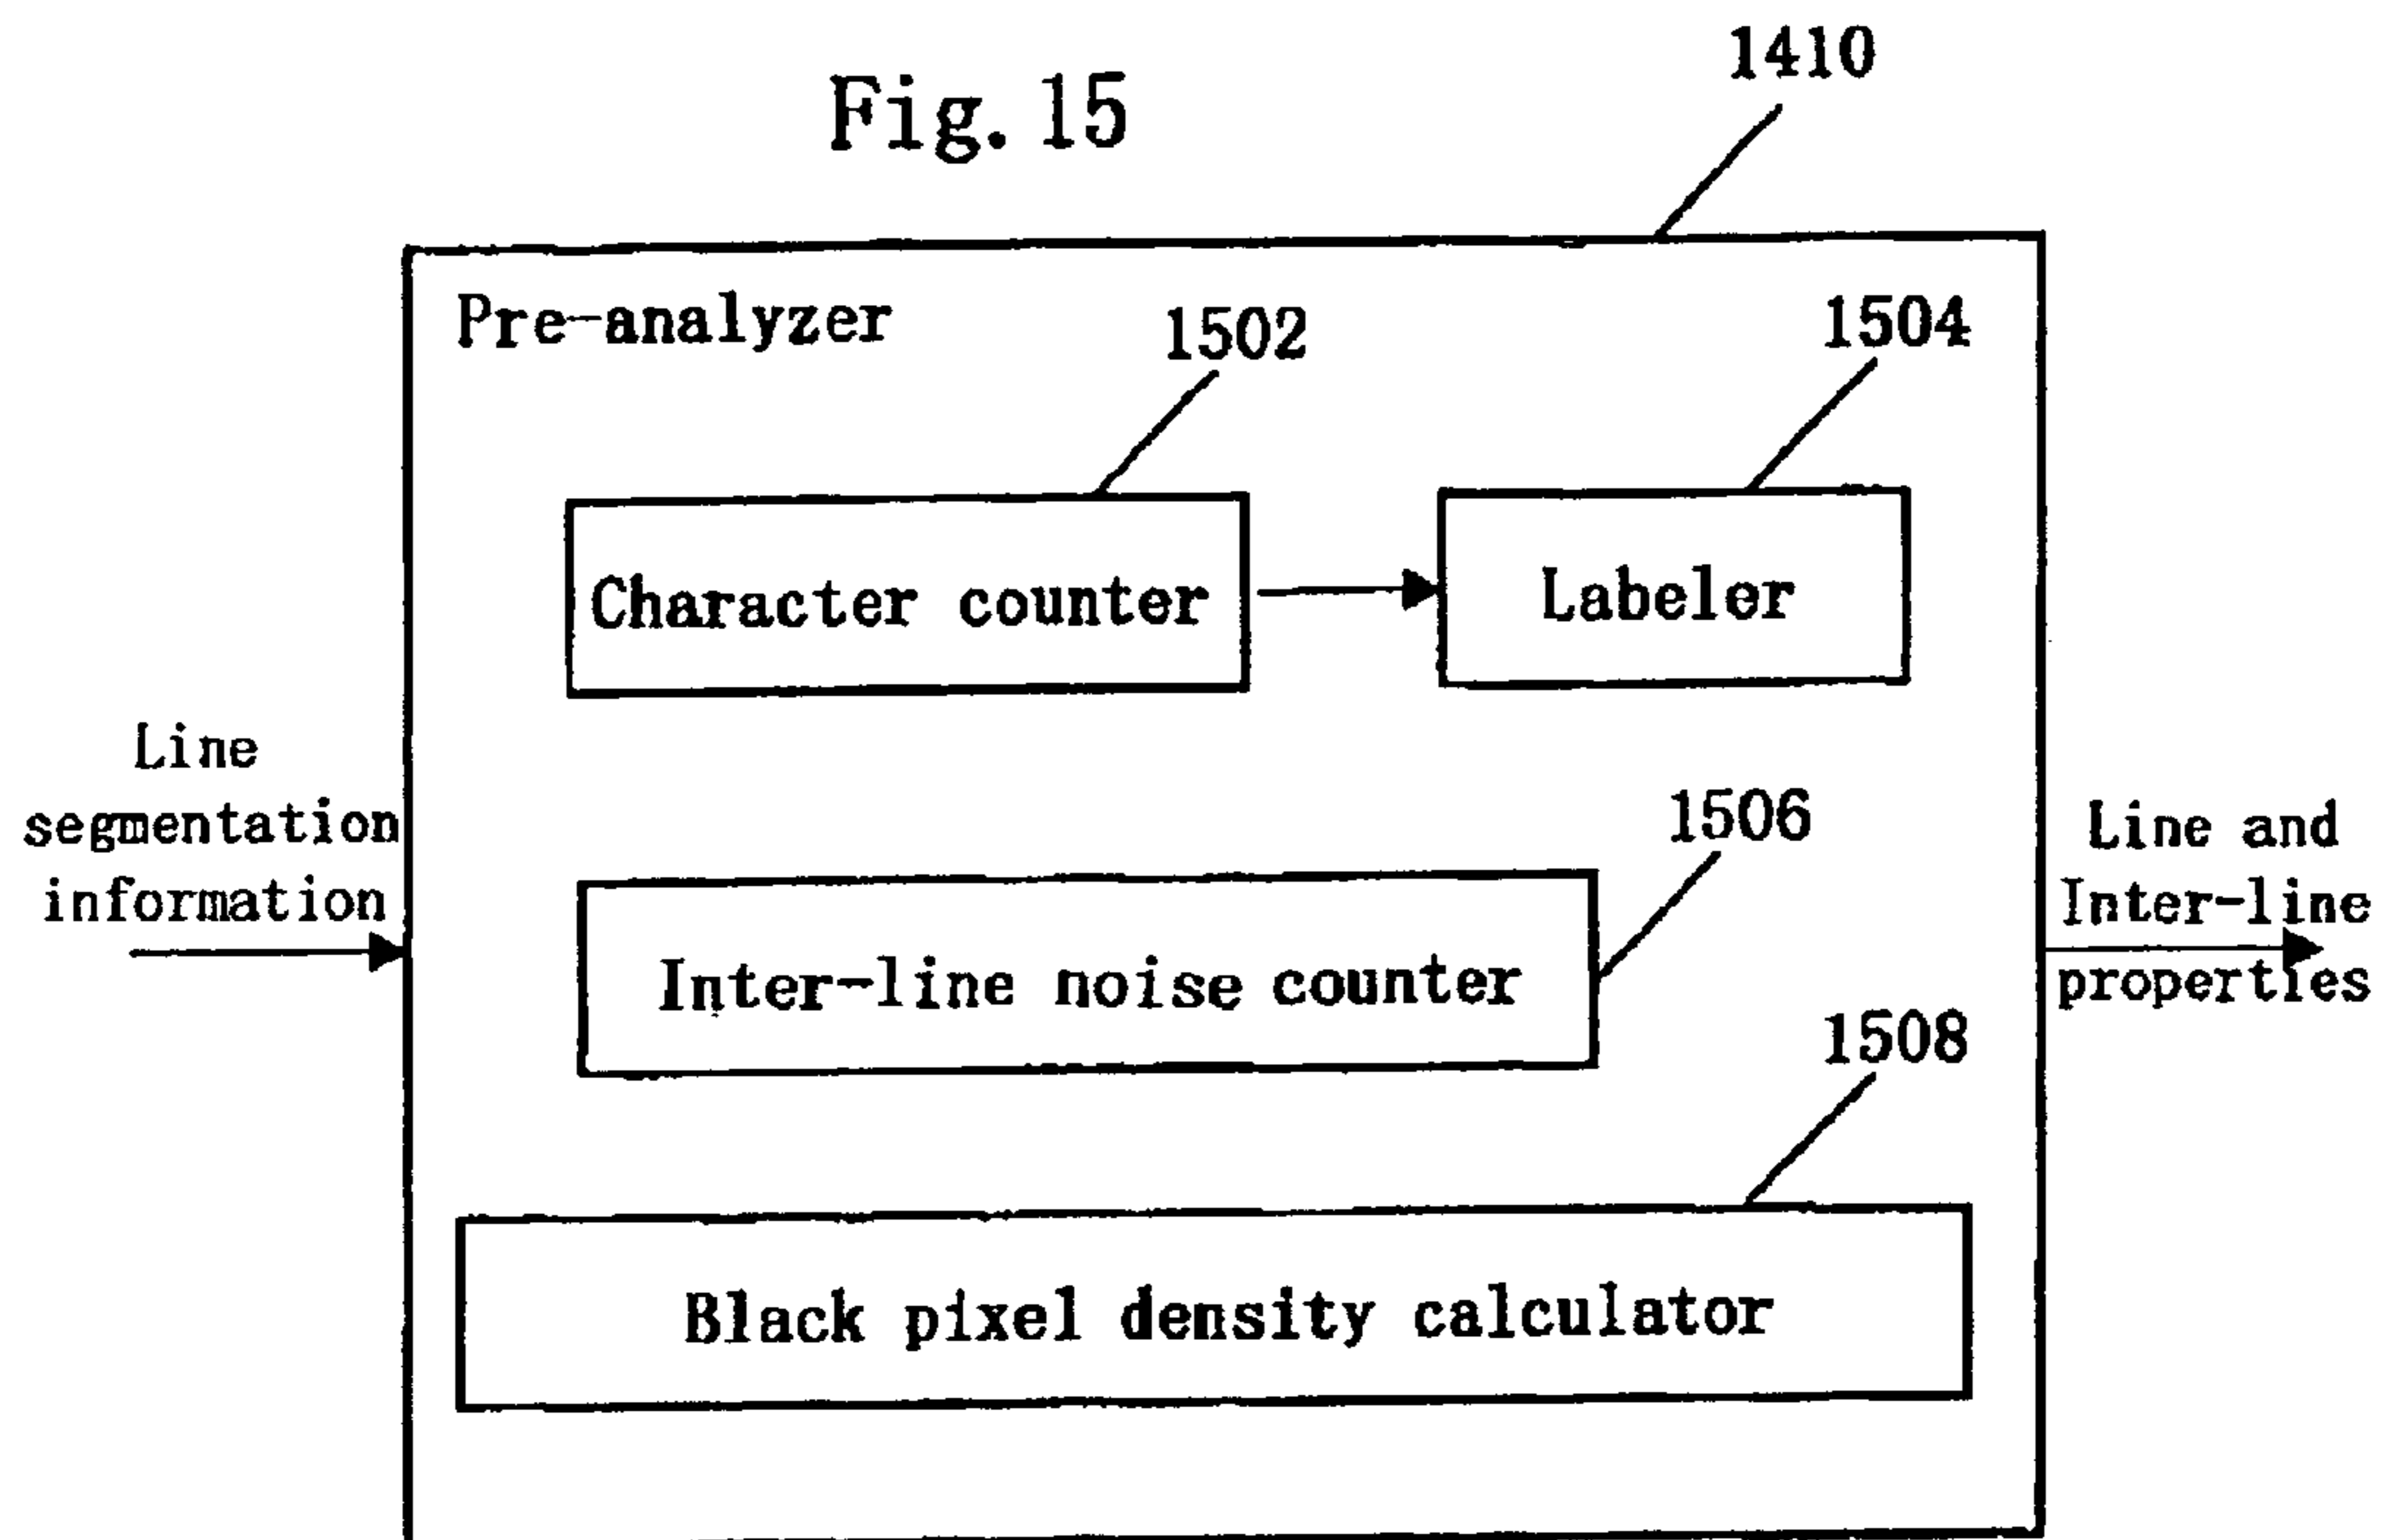 1410
Fig. 15
Pre-analyzer
1502
1504
Character counter
Labeler
Line
segmentation
information
1506
Line and
Inter-line
properties
Inter-line noise counter
1508
Black pixel density calculator